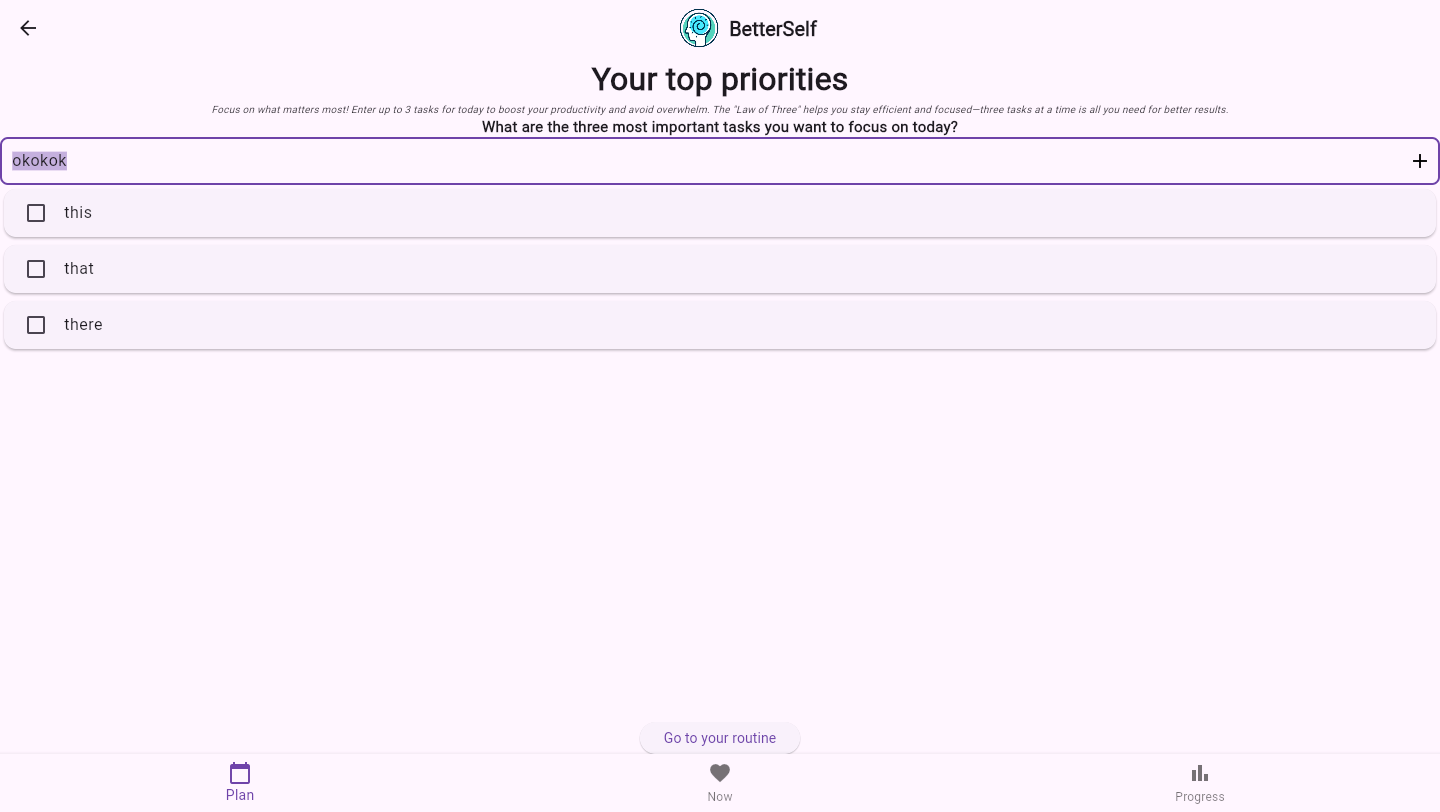 BetterSelf
Your top priorities
Focus on what matters most! Enter up to 3 tasks for today to boost your productivity and avoid overwhelm. The "Law of Three" helps you stay efficient and focused—three tasks at a time is all you need for better results.
What are the three most important tasks you want to focus on today?
okokok
this
that
there
Go to your routine
Plan
Now
Progress